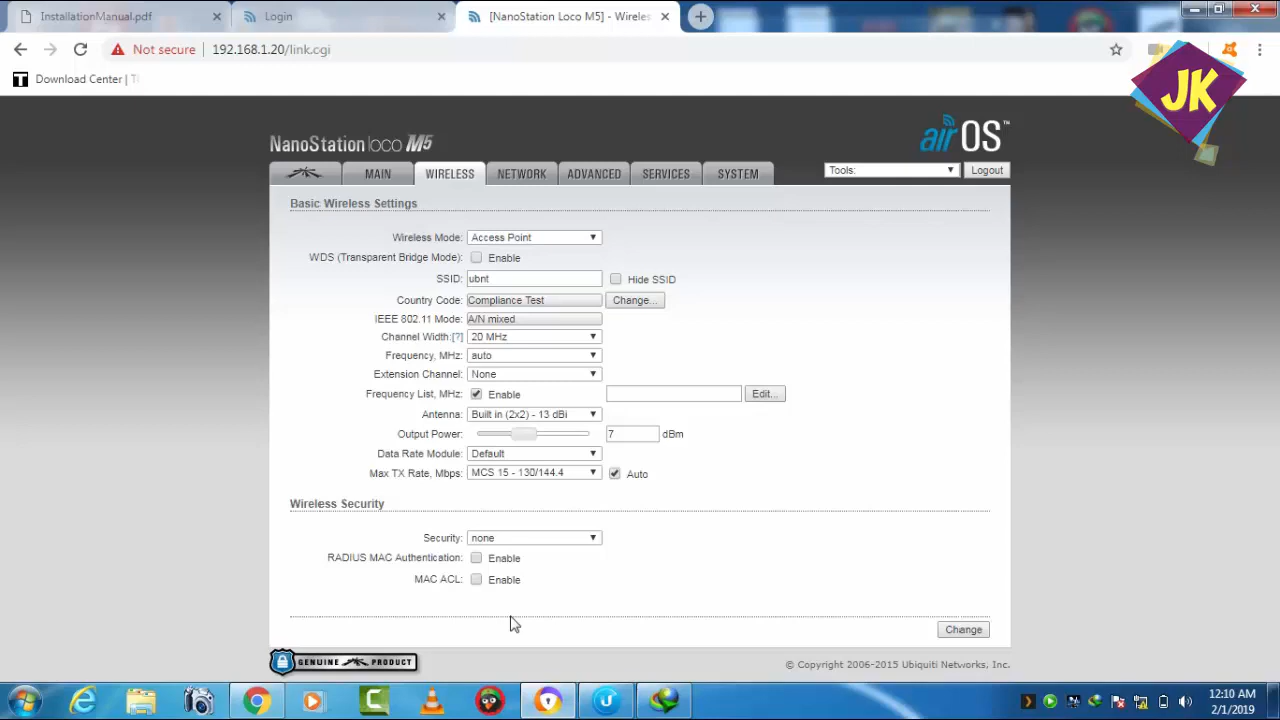 InstallationManual.pdf
Login
[NanoStation Loco M5] - Wireles
Not secure 192.168.1.20/link.cgi
Download Center | T
JK
NanoStation loco M5
airOS™
MAIN WIRELESS NETWORK ADVANCED SERVICES SYSTEM
Tools: Logout
Basic Wireless Settings
Wireless Mode: Access Point
WDS (Transparent Bridge Mode): Enable
SSID: ubnt Hide SSID
Country Code: Compliance Test Change...
IEEE 802.11 Mode: A/N mixed
Channel Width:[?] 20 MHz
Frequency, MHz: auto
Extension Channel: None
Frequency List, MHz: Enable Edit...
Antenna: Built in (2x2) - 13 dBi
Output Power: 7 dBm
Data Rate Module: Default
Max TX Rate, Mbps: MCS 15 - 130/144.4 Auto
Wireless Security
Security: none
RADIUS MAC Authentication: Enable
MAC ACL: Enable
Change
GENUINE PRODUCT
© Copyright 2006-2015 Ubiquiti Networks, Inc.
12:10 AM
2/1/2019